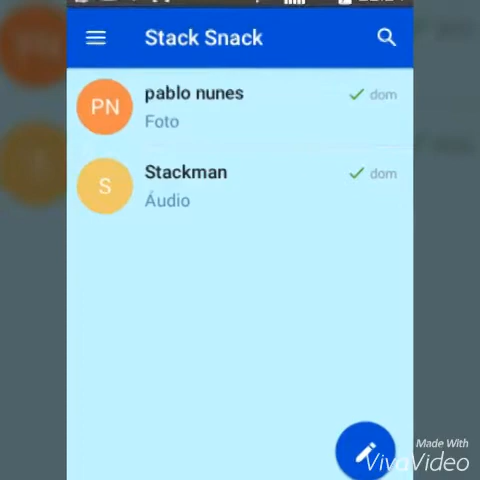 Stack Snack
PN
pablo nunes
dom
Foto
S
Stackman
dom
Áudio
Made With
VivaVideo